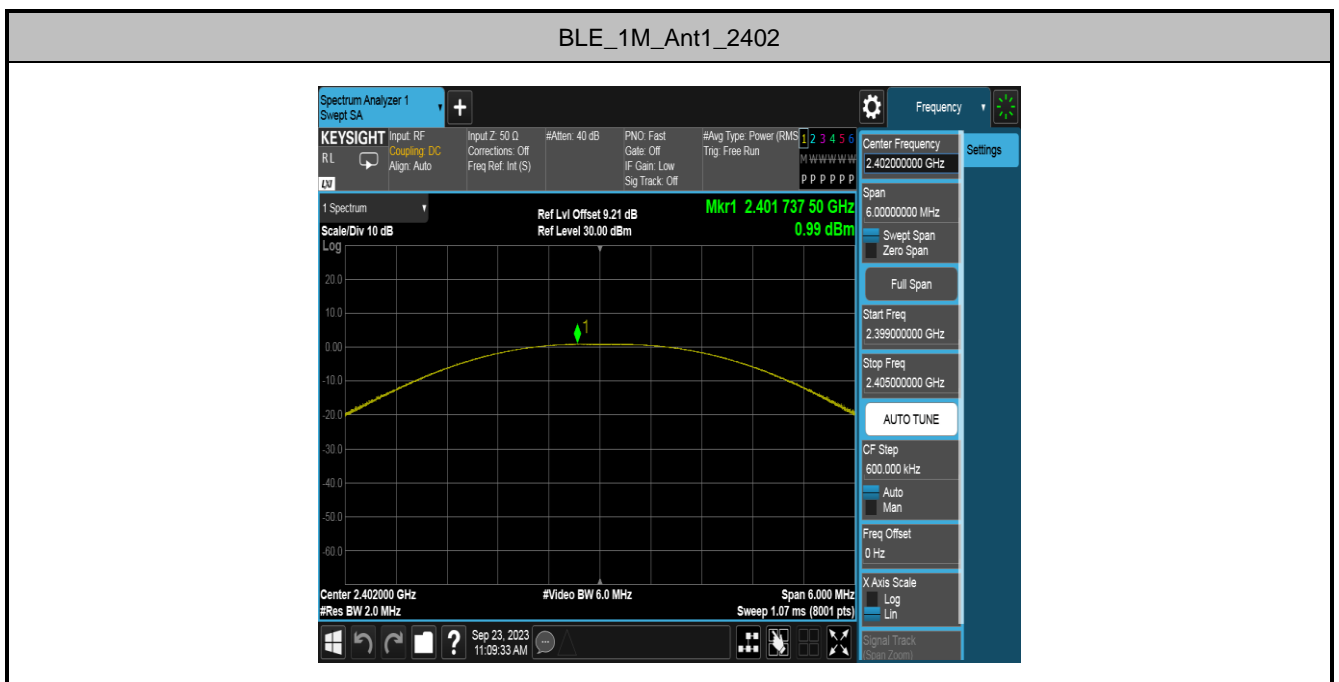 BLE_1M_Ant1_2402
Spectrum Analyzer 1
Swept SA
+
Frequency
KEYSIGHT
RL
LXI
Input: RF
Coupling: DC
Align: Auto
Input Z: 50 Ω
Corrections: Off
Freq Ref: Int (S)
#Atten: 40 dB
PNO: Fast
Gate: Off
IF Gain: Low
Sig Track: Off
#Avg Type: Power (RMS
Trig: Free Run
1 2 3 4 5 6
M W W W W W
P P P P P P
Center Frequency
2.402000000 GHz
Settings
Span
6.00000000 MHz
Swept Span
Zero Span
Full Span
Start Freq
2.399000000 GHz
Stop Freq
2.405000000 GHz
AUTO TUNE
CF Step
600.000 kHz
Auto
Man
Freq Offset
0 Hz
X Axis Scale
Log
Lin
Signal Track
(Span Zoom)
1 Spectrum
Scale/Div 10 dB
Log
Ref Lvl Offset 9.21 dB
Ref Level 30.00 dBm
Mkr1 2.401 737 50 GHz
0.99 dBm
20.0
10.0
1
0.00
-10.0
-20.0
-30.0
-40.0
-50.0
-60.0
Center 2.402000 GHz
#Video BW 6.0 MHz
Span 6.000 MHz
#Res BW 2.0 MHz
Sweep 1.07 ms (8001 pts)
?
Sep 23, 2023
11:09:33 AM